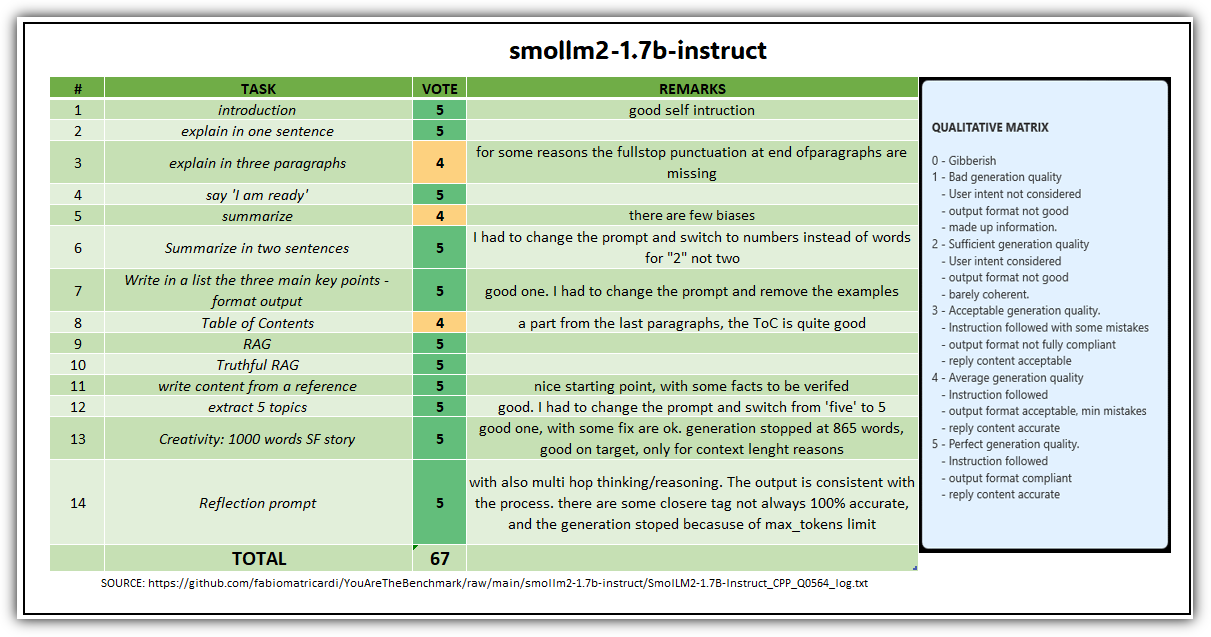 smollm2-1.7b-instruct
# TASK VOTE REMARKS
1 introduction 5 good self intruction
2 explain in one sentence 5
3 explain in three paragraphs 4 for some reasons the fullstop punctuation at end ofparagraphs are
missing
4 say 'I am ready' 5
5 summarize 4 there are few biases
6 Summarize in two sentences 5 I had to change the prompt and switch to numbers instead of words
for "2" not two
7 Write in a list the three main key points -
format output 5 good one. I had to change the prompt and remove the examples
8 Table of Contents 4 a part from the last paragraphs, the ToC is quite good
9 RAG 5
10 Truthful RAG 5
11 write content from a reference 5 nice starting point, with some facts to be verifed
12 extract 5 topics 5 good. I had to change the prompt and switch from 'five' to 5
13 Creativity: 1000 words SF story 5 good one, with some fix are ok. generation stopped at 865 words,
good on target, only for context lenght reasons
14 Reflection prompt 5 with also multi hop thinking/reasoning. The output is consistent with
the process. there are some closere tag not always 100% accurate,
and the generation stoped becasuse of max_tokens limit
TOTAL 67
QUALITATIVE MATRIX
0 - Gibberish
1 - Bad generation quality
- User intent not considered
- output format not good
- made up information.
2 - Sufficient generation quality
- User intent considered
- output format not good
- barely coherent.
3 - Acceptable generation quality.
- Instruction followed with some mistakes
- output format not fully compliant
- reply content acceptable
4 - Average generation quality
- Instruction followed
- output format acceptable, min mistakes
- reply content accurate
5 - Perfect generation quality.
- Instruction followed
- output format compliant
- reply content accurate
SOURCE: https://github.com/fabiomatricardi/YouAreTheBenchmark/raw/main/smollm2-1.7b-instruct/SmolLM2-1.7B-Instruct_CPP_Q0564_log.txt